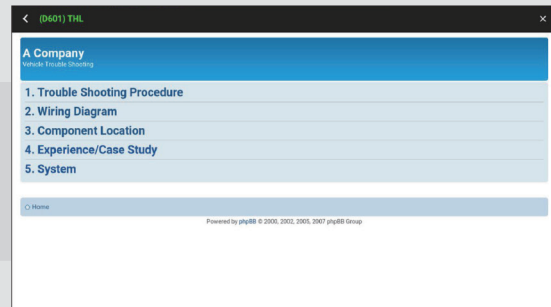 (D601) THL
A Company
Vehicle Trouble Shooting
1. Trouble Shooting Procedure
2. Wiring Diagram
3. Component Location
4. Experience/Case Study
5. System
Home
Powered by phpBB © 2000, 2002, 2005, 2007 phpBB Group